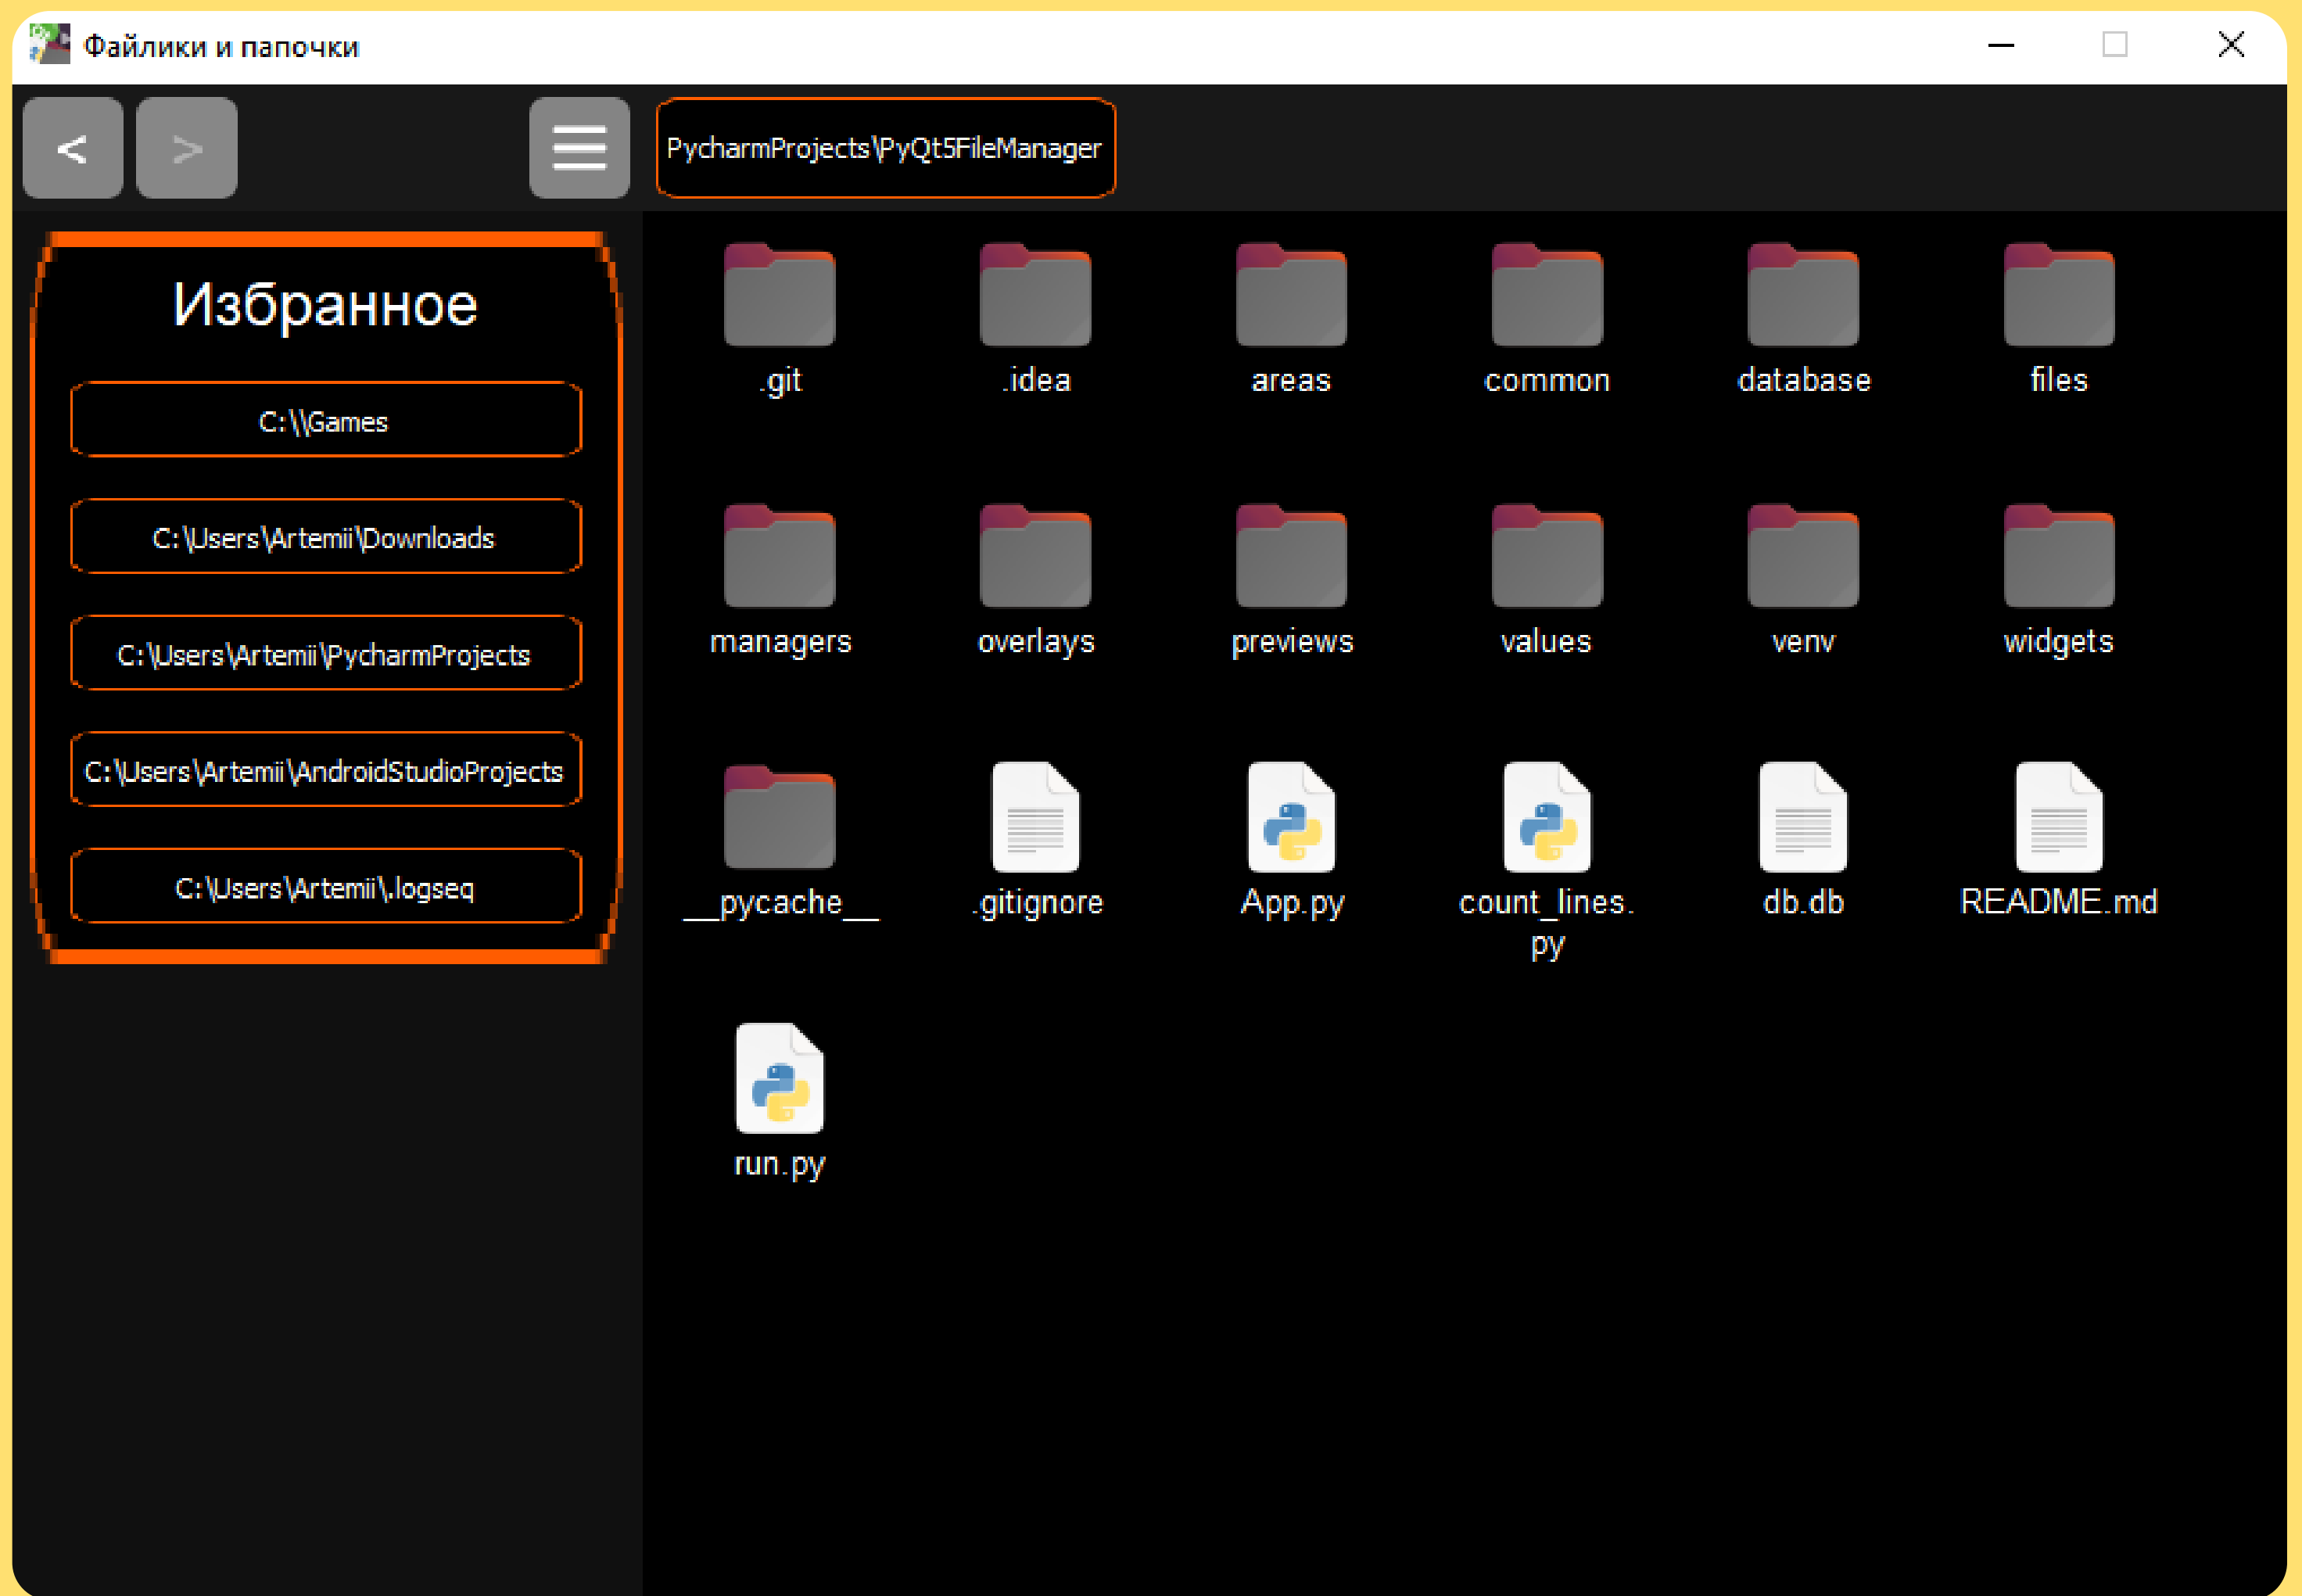 Файлики и папочки
< >
PycharmProjects\PyQt5FileManager
Избранное
C:\\Games
C:\Users\Artemii\Downloads
C:\Users\Artemii\PycharmProjects
C:\Users\Artemii\AndroidStudioProjects
C:\Users\Artemii\.logseq
.git .idea areas common database files
managers overlays previews values venv widgets
__pycache__ .gitignore App.py count_lines. db.db README.md
py
run.py